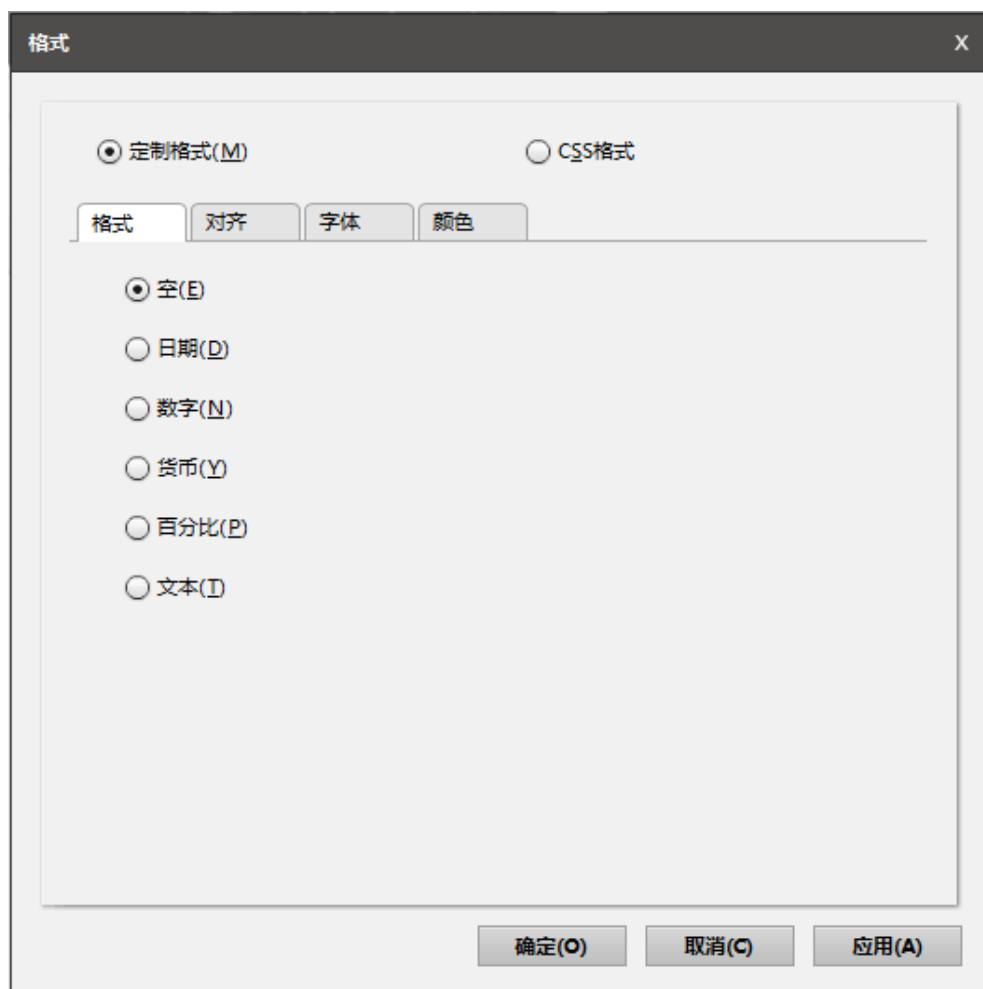 格式 X
定制格式(M) CSS格式
格式 对齐 字体 颜色
空(E)
日期(D)
数字(N)
货币(Y)
百分比(P)
文本(T)
确定(O) 取消(C) 应用(A)